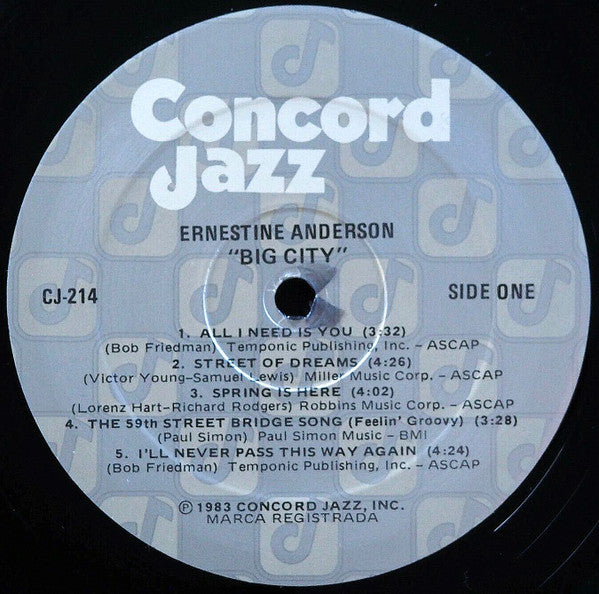 Concord
Jazz
ERNESTINE ANDERSON
"BIG CITY"
CJ-214
SIDE ONE
1. ALL I NEED IS YOU (3:32)
(Bob Friedman) Temponic Publishing, Inc. – ASCAP
2. STREET OF DREAMS (4:26)
(Victor Young–Samuel Lewis) Miller Music Corp. – ASCAP
3. SPRING IS HERE (4:02)
(Lorenz Hart–Richard Rodgers) Robbins Music Corp. – ASCAP
4. THE 59th STREET BRIDGE SONG (Feelin' Groovy) (3:28)
(Paul Simon) Paul Simon Music – BMI
5. I'LL NEVER PASS THIS WAY AGAIN (4:24)
(Bob Friedman) Temponic Publishing, Inc. – ASCAP
℗ 1983 CONCORD JAZZ, INC.
MARCA REGISTRADA